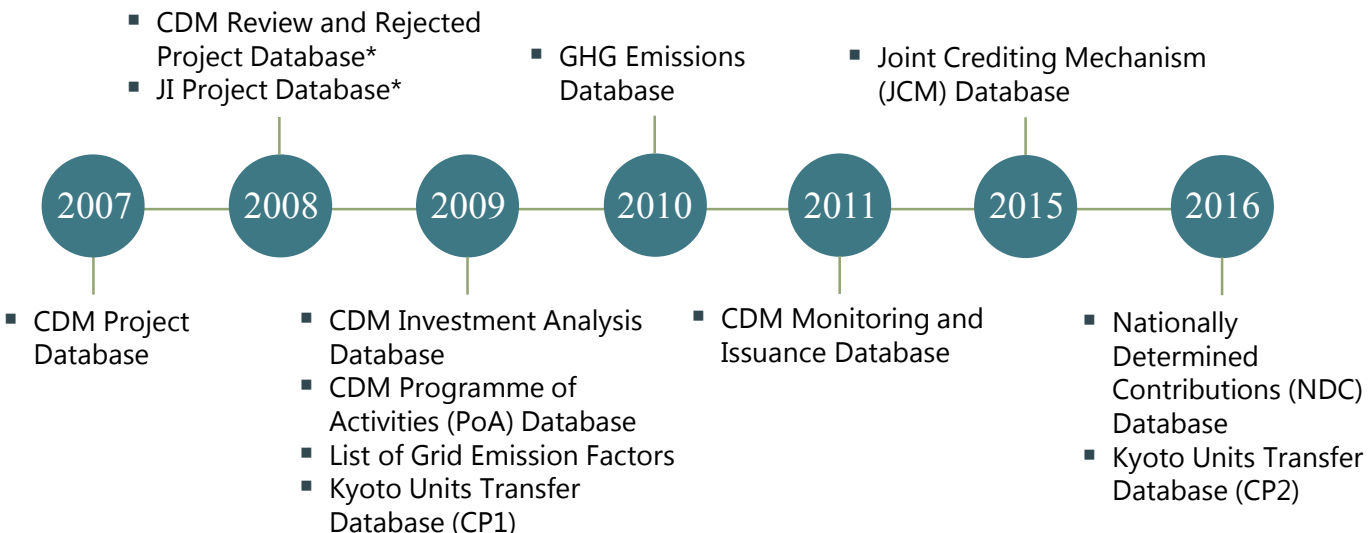 ▪ CDM Review and Rejected
Project Database*
▪ JI Project Database*
▪ GHG Emissions
Database
▪ Joint Crediting Mechanism
(JCM) Database
2007
2008
2009
2010
2011
2015
2016
▪ CDM Project
Database
▪ CDM Investment Analysis
Database
▪ CDM Programme of
Activities (PoA) Database
▪ List of Grid Emission Factors
▪ Kyoto Units Transfer
Database (CP1)
▪ CDM Monitoring and
Issuance Database
▪ Nationally
Determined
Contributions (NDC)
Database
▪ Kyoto Units Transfer
Database (CP2)